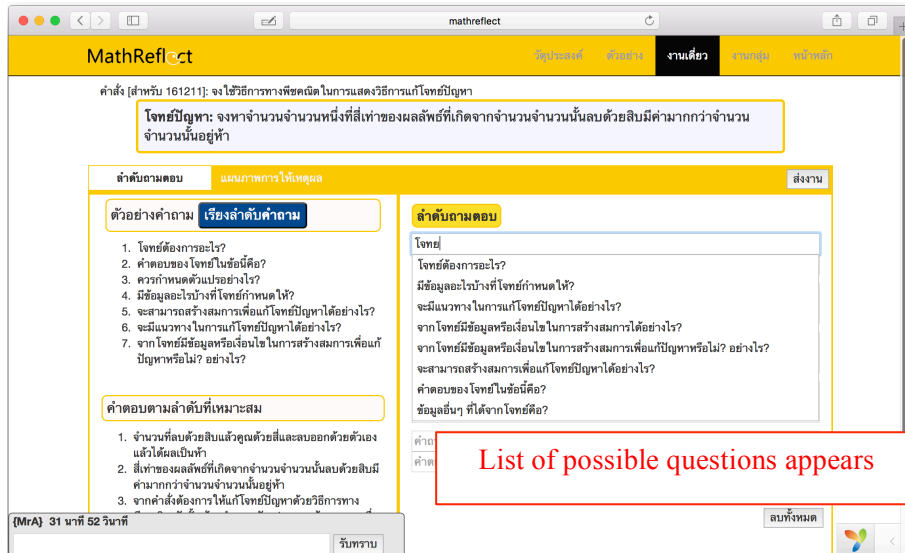 mathreflect
MathReflect
วัตุประสงค์ ตัวอย่าง งานเดี่ยว งานกลุ่ม หน้าหลัก
คำสั่ง [สำหรับ 161211]: จงใช้วิธีการทางพีชคณิตในการแสดงวิธีการแก้โจทย์ปัญหา
โจทย์ปัญหา: จงหาจำนวนจำนวนหนึ่งที่สี่เท่าของผลลัพธ์ที่เกิดจากจำนวนจำนวนนั้นลบด้วยสิบมีค่ามากกว่าจำนวน
จำนวนนั้นอยู่ห้า
ลำดับถามตอบ แผนภาพการให้เหตุผล ส่งงาน
ตัวอย่างคำถาม เรียงลำดับคำถาม
1. โจทย์ต้องการอะไร?
2. คำตอบของโจทย์ในข้อนี้คือ?
3. ควรกำหนดตัวแปรอย่างไร?
4. มีข้อมูลอะไรบ้างที่โจทย์กำหนดให้?
5. จะสามารถสร้างสมการเพื่อแก้โจทย์ปัญหาได้อย่างไร?
6. จะมีแนวทางในการแก้โจทย์ปัญหาได้อย่างไร?
7. จากโจทย์มีข้อมูลหรือเงื่อนไขในการสร้างสมการเพื่อแก้
ปัญหาหรือไม่? อย่างไร?
คำตอบตามลำดับที่เหมาะสม
1. จำนวนที่ลบด้วยสิบแล้วคูณด้วยสี่และลบออกด้วยตัวเอง
แล้วได้ผลเป็นห้า
2. สี่เท่าของผลลัพธ์ที่เกิดจากจำนวนจำนวนนั้นลบด้วยสิบมี
ค่ามากกว่าจำนวนจำนวนนั้นอยู่ห้า
3. จากคำสั่งต้องการให้แก้โจทย์ปัญหาด้วยวิธีการทาง
ลำดับถามตอบ
โจทย
โจทย์ต้องการอะไร?
มีข้อมูลอะไรบ้างที่โจทย์กำหนดให้?
จะมีแนวทางในการแก้โจทย์ปัญหาได้อย่างไร?
จากโจทย์มีข้อมูลหรือเงื่อนไขในการสร้างสมการได้อย่างไร?
จากโจทย์มีข้อมูลหรือเงื่อนไขในการสร้างสมการเพื่อแก้ปัญหาหรือไม่? อย่างไร?
จะสามารถสร้างสมการเพื่อแก้โจทย์ปัญหาได้อย่างไร?
คำตอบของโจทย์ในข้อนี้คือ?
ข้อมูลอื่นๆ ที่ได้จากโจทย์คือ?
List of possible questions appears
ลบทั้งหมด
{MrA} 31 นาที 52 วินาที
รับทราบ